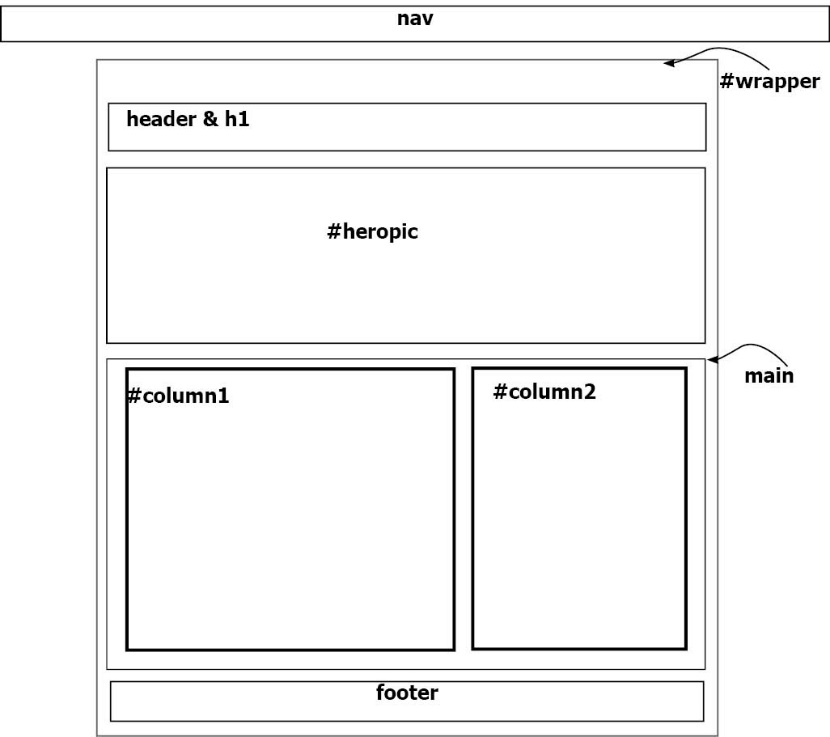 nav
#wrapper
header & h1
#heropic
main
#column1
#column2
footer